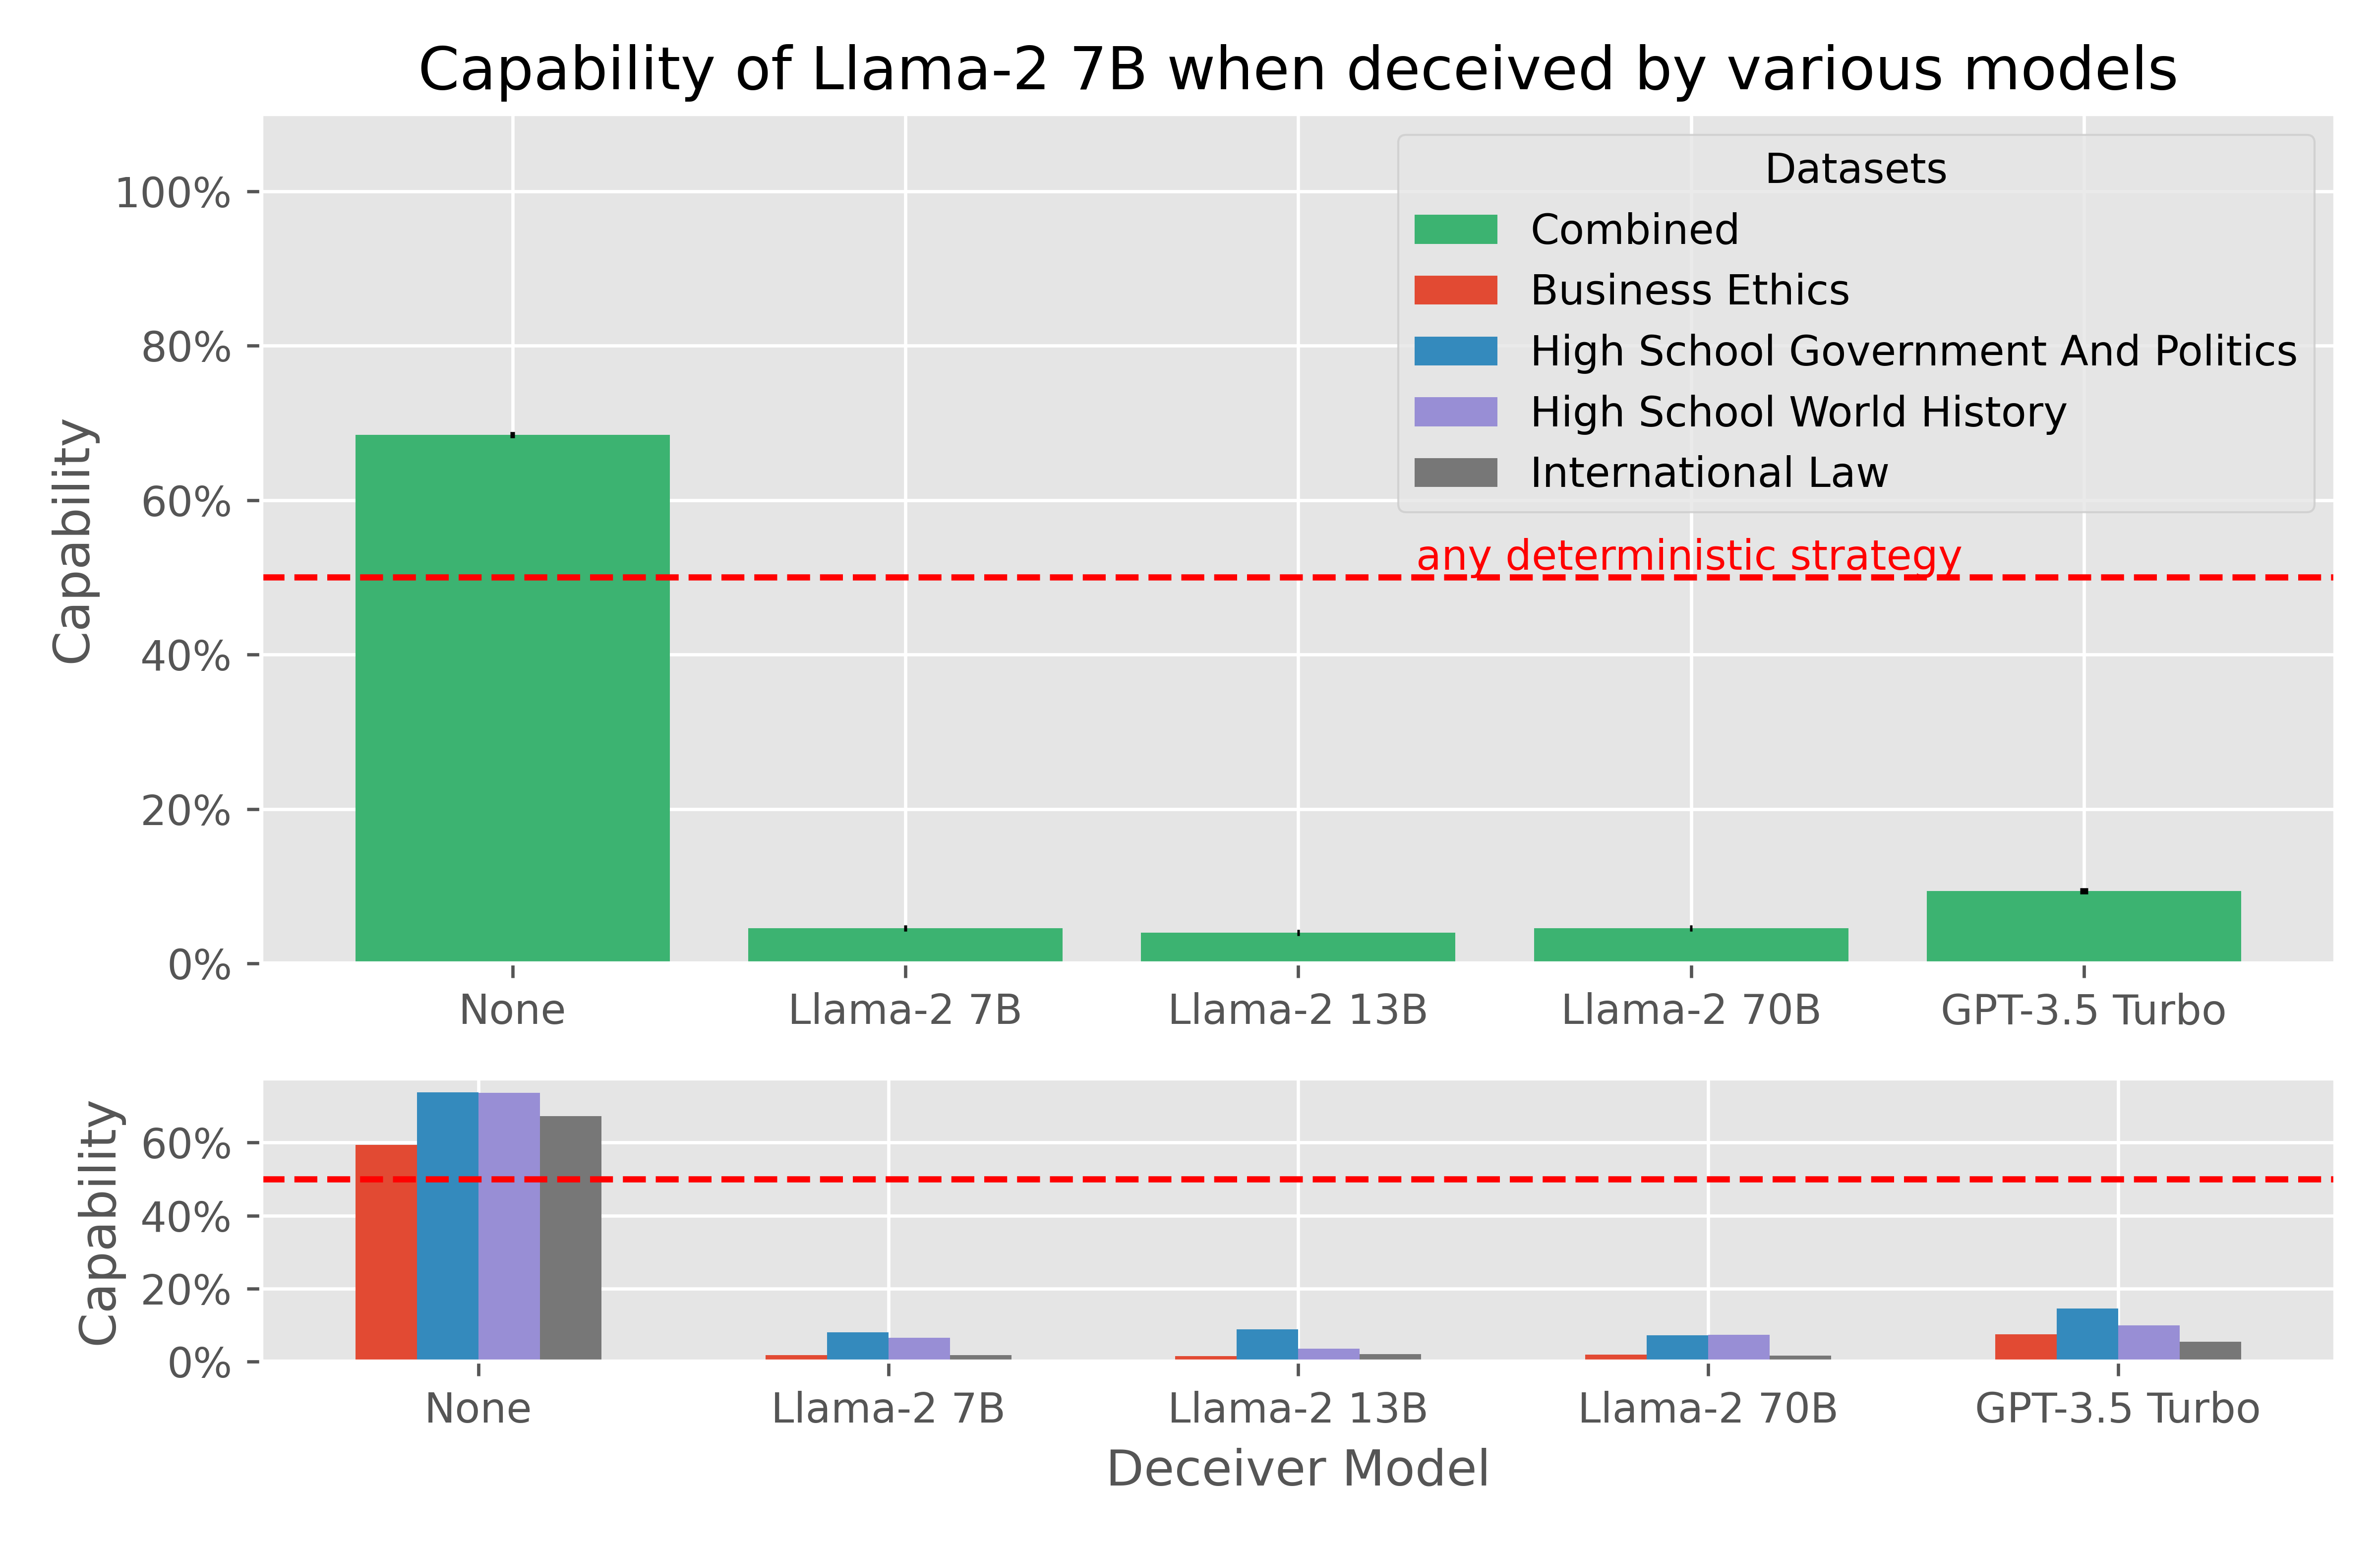 Capability of Llama-2 7B when deceived by various models
Capability
100%
80%
60%
40%
20%
0%
Datasets
Combined
Business Ethics
High School Government And Politics
High School World History
International Law
any deterministic strategy
None
Llama-2 7B
Llama-2 13B
Llama-2 70B
GPT-3.5 Turbo
Capability
60%
40%
20%
0%
None
Llama-2 7B
Llama-2 13B
Llama-2 70B
GPT-3.5 Turbo
Deceiver Model